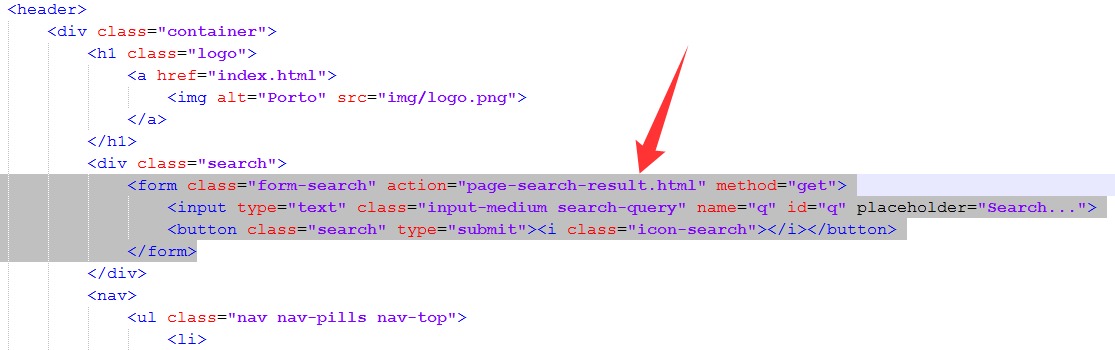 <header>
<div class="container">
<h1 class="logo">
<a href="index.html">
<img alt="Porto" src="img/logo.png">
</a>
</h1>
<div class="search">
<form class="form-search" action="page-search-result.html" method="get">
<input type="text" class="input-medium search-query" name="q" id="q" placeholder="Search...">
<button class="search" type="submit"><i class="icon-search"></i></button>
</form>
</div>
<nav>
<ul class="nav nav-pills nav-top">
<li>